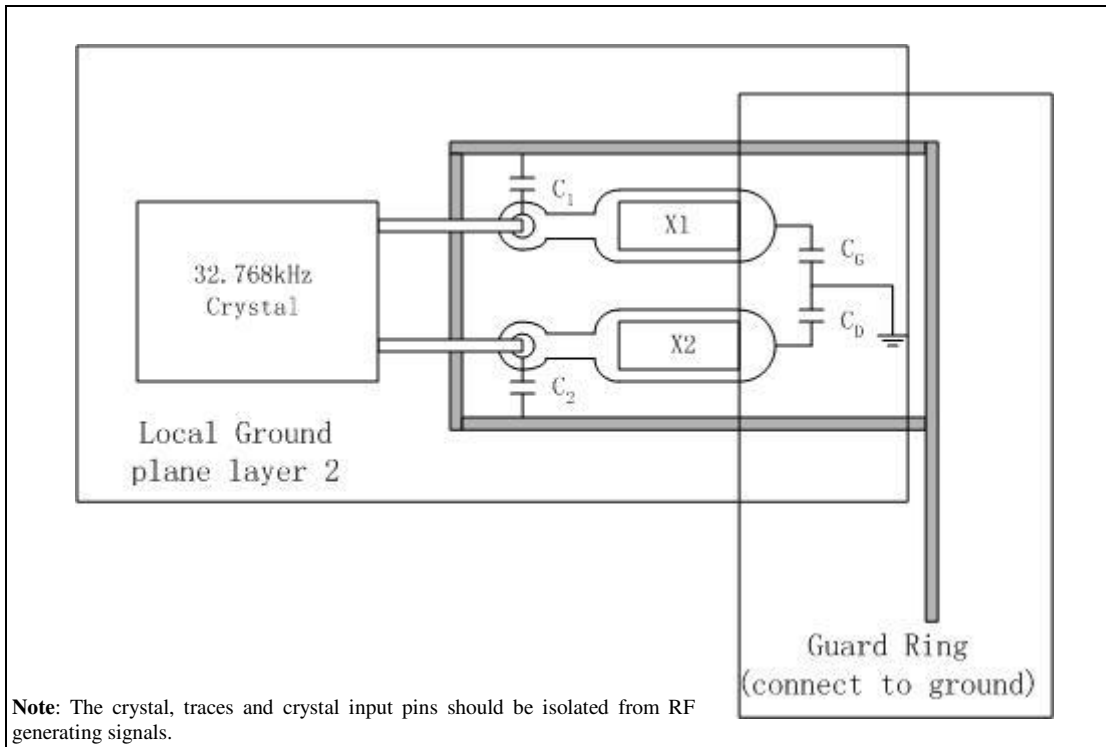 C1
X1
CG
32.768kHz
Crystal
CD
X2
C2
Local Ground
plane layer 2
Guard Ring
(connect to ground)
Note: The crystal, traces and crystal input pins should be isolated from RF
generating signals.